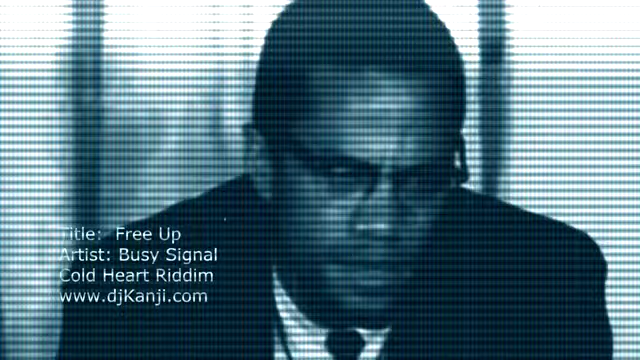 Title:  Free Up
Artist: Busy Signal
Cold Heart Riddim
www.djKanji.com